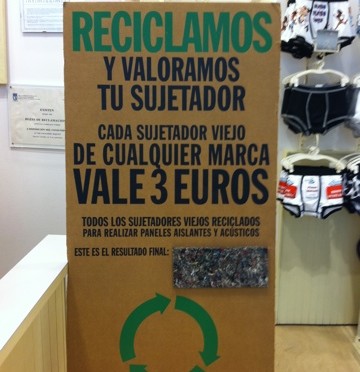 RECICLAMOS
Y VALORAMOS
TU SUJETADOR
CADA SUJETADOR VIEJO
DE CUALQUIER MARCA
VALE 3 EUROS
TODOS LOS SUJETADORES VIEJOS RECICLADOS
PARA REALIZAR PANELES AISLANTES Y ACÚSTICOS
ESTE ES EL RESULTADO FINAL: